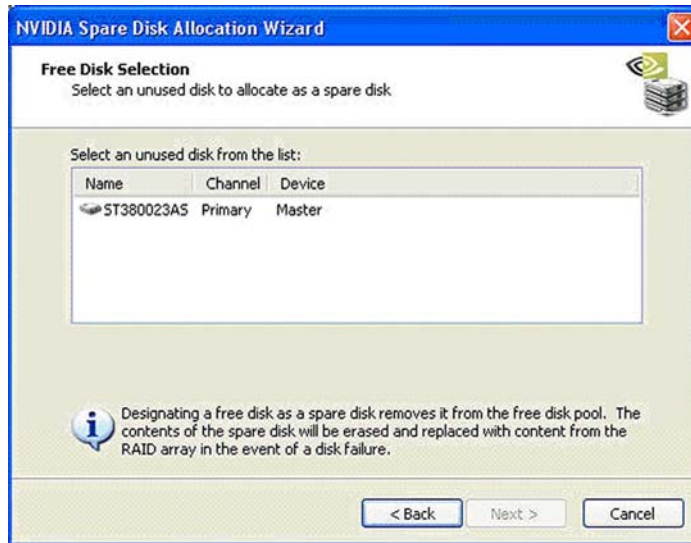 NVIDIA Spare Disk Allocation Wizard
Free Disk Selection
Select an unused disk to allocate as a spare disk
Select an unused disk from the list:
Name Channel Device
ST380023AS Primary Master
Designating a free disk as a spare disk removes it from the free disk pool. The
contents of the spare disk will be erased and replaced with content from the
RAID array in the event of a disk failure.
< Back Next > Cancel